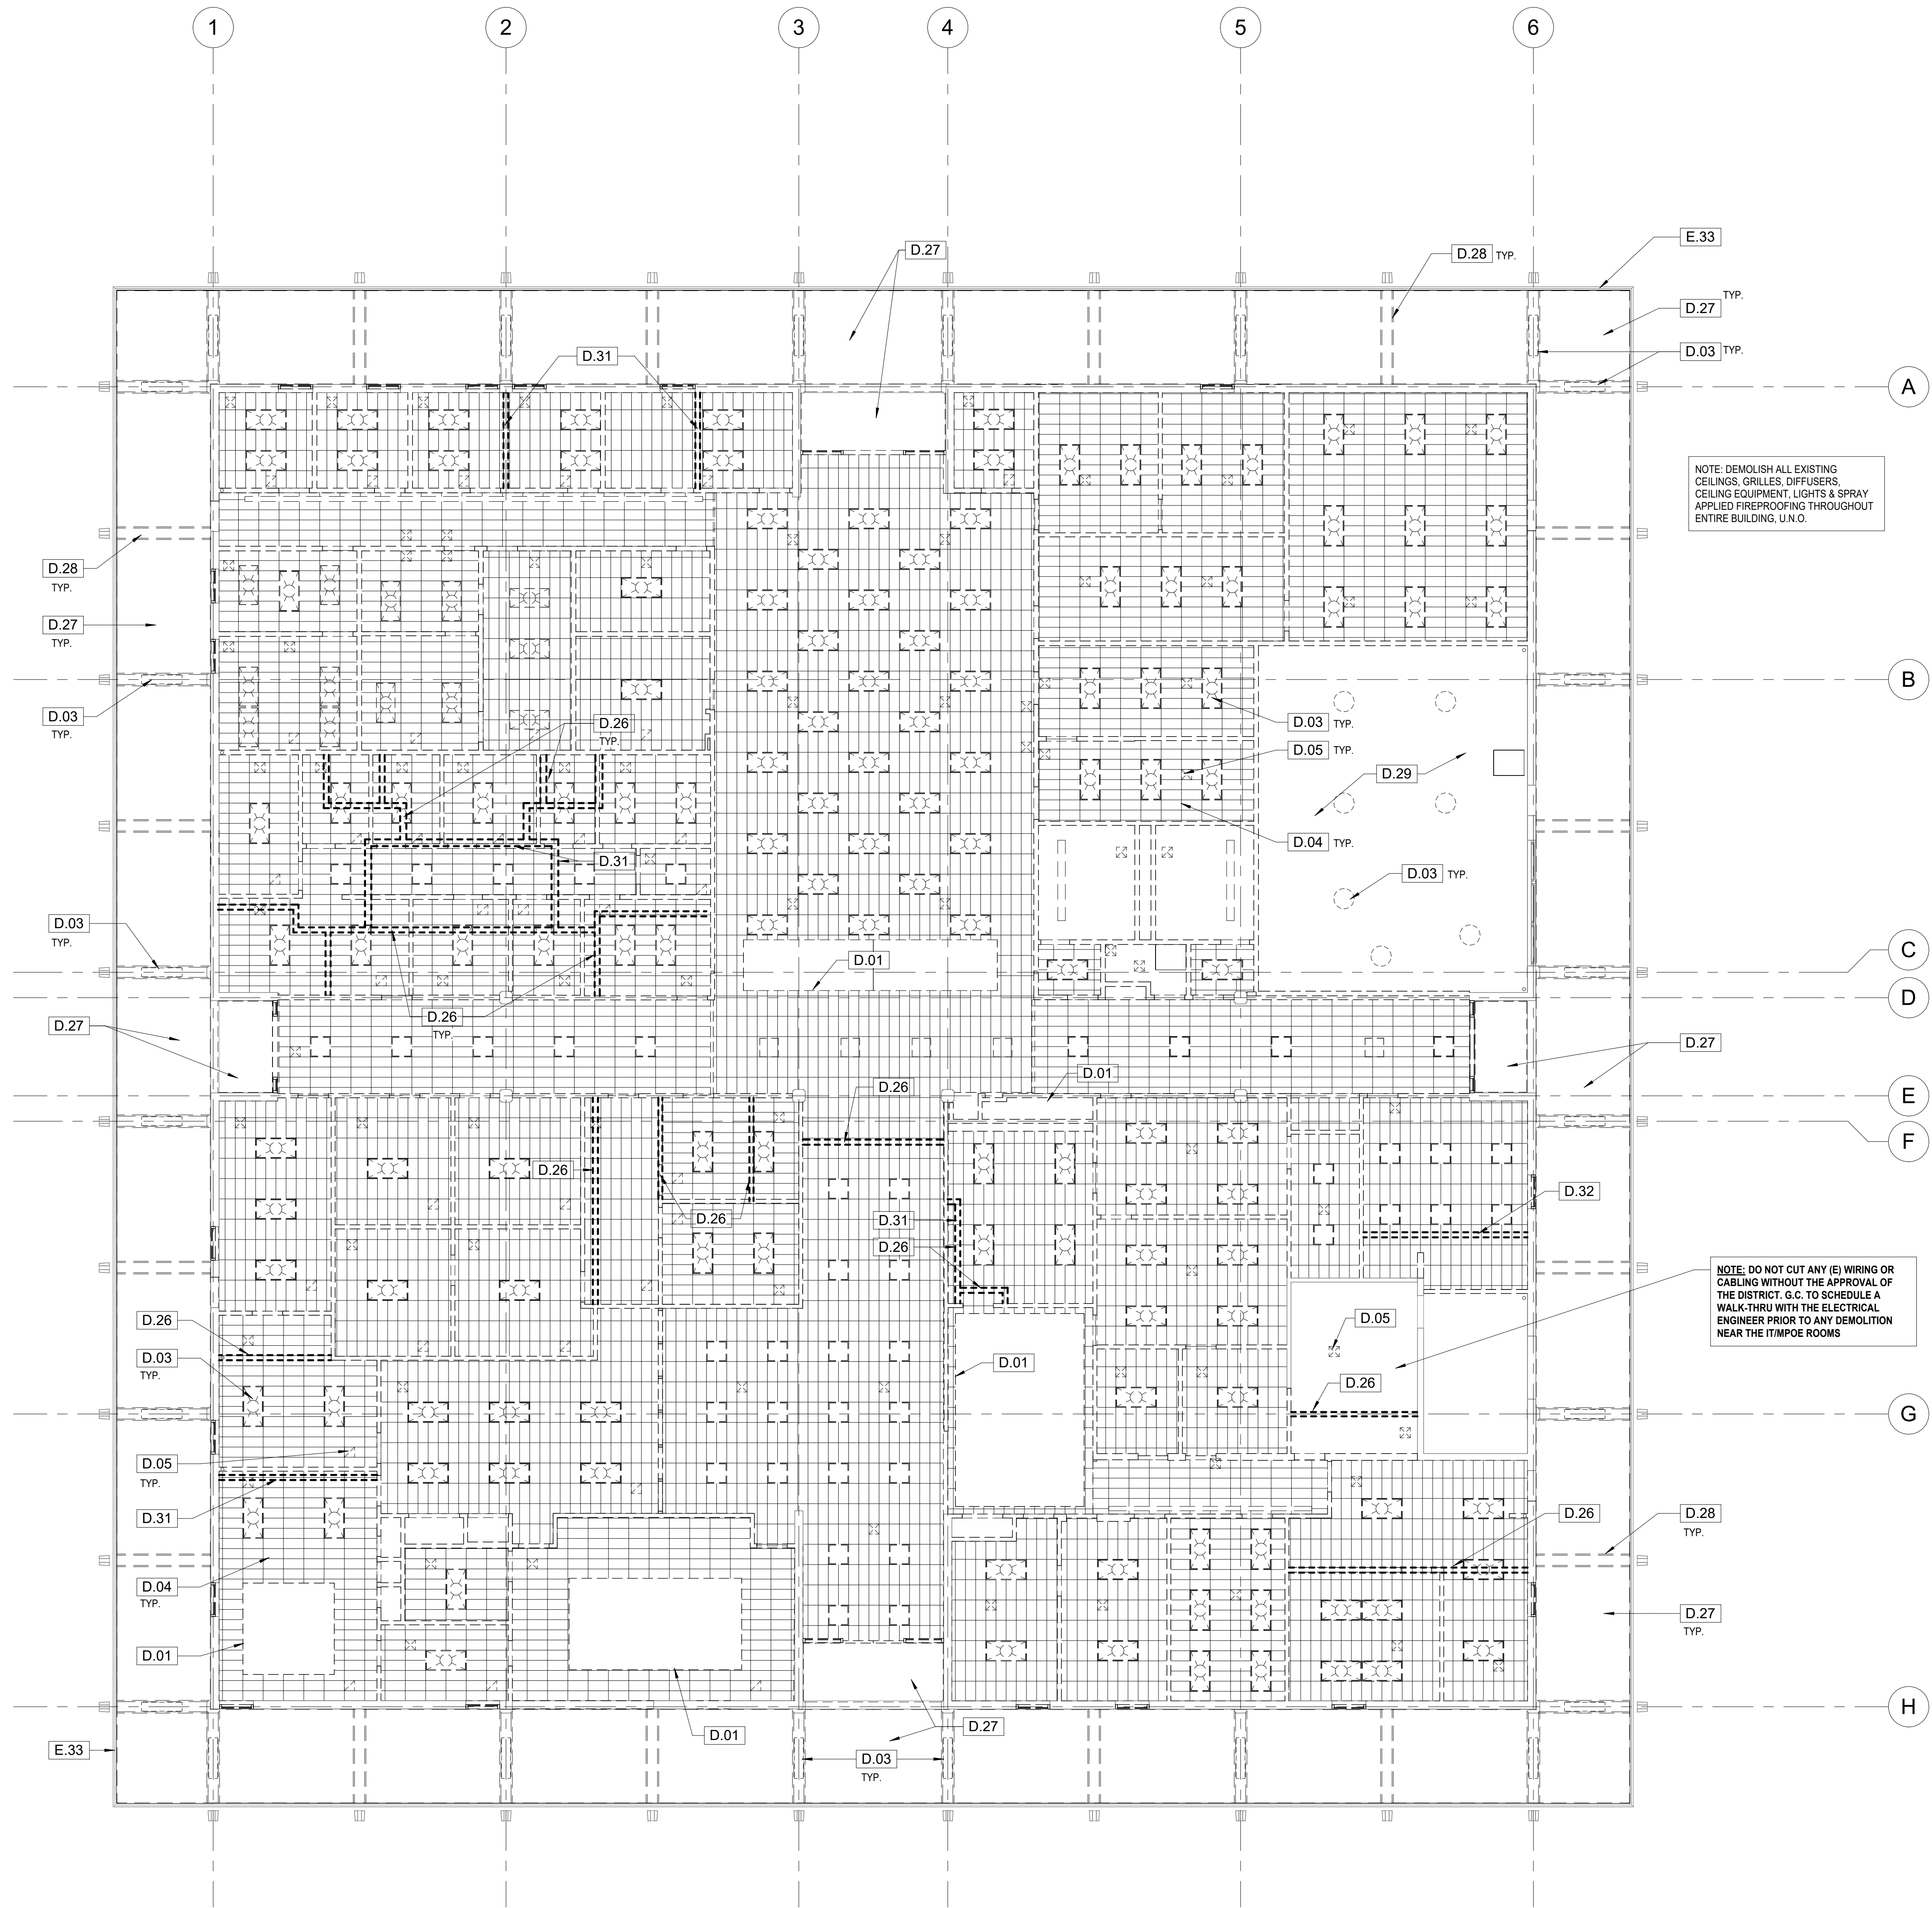 1
2
3
4
5
6
D.27
D.28 TYP.
E.33
TYP.
D.27
D.03 TYP.
D.31
A
NOTE: DEMOLISH ALL EXISTING
CEILINGS, GRILLES, DIFFUSERS,
CEILING EQUIPMENT, LIGHTS & SPRAY
APPLIED FIREPROOFING THROUGHOUT
ENTIRE BUILDING, U.N.O.
D.28
TYP.
D.27
TYP.
B
D.03
TYP.
D.26
TYP.
D.03 TYP.
D.05 TYP.
D.29
D.04 TYP.
D.31
D.03 TYP.
D.03
TYP.
D.01
C
D
D.26
TYP.
D.27
D.27
D.01
D.26
E
F
D.26
D.32
D.26
D.31
D.26
NOTE: DO NOT CUT ANY (E) WIRING OR
CABLING WITHOUT THE APPROVAL OF
THE DISTRICT. G.C. TO SCHEDULE A
WALK-THRU WITH THE ELECTRICAL
ENGINEER PRIOR TO ANY DEMOLITION
NEAR THE IT/MPOE ROOMS
D.26
D.05
D.03
TYP.
D.01
D.26
G
D.05
TYP.
D.31
D.26
D.28
TYP.
D.04
TYP.
D.27
TYP.
D.01
H
D.27
D.01
E.33
D.03
TYP.